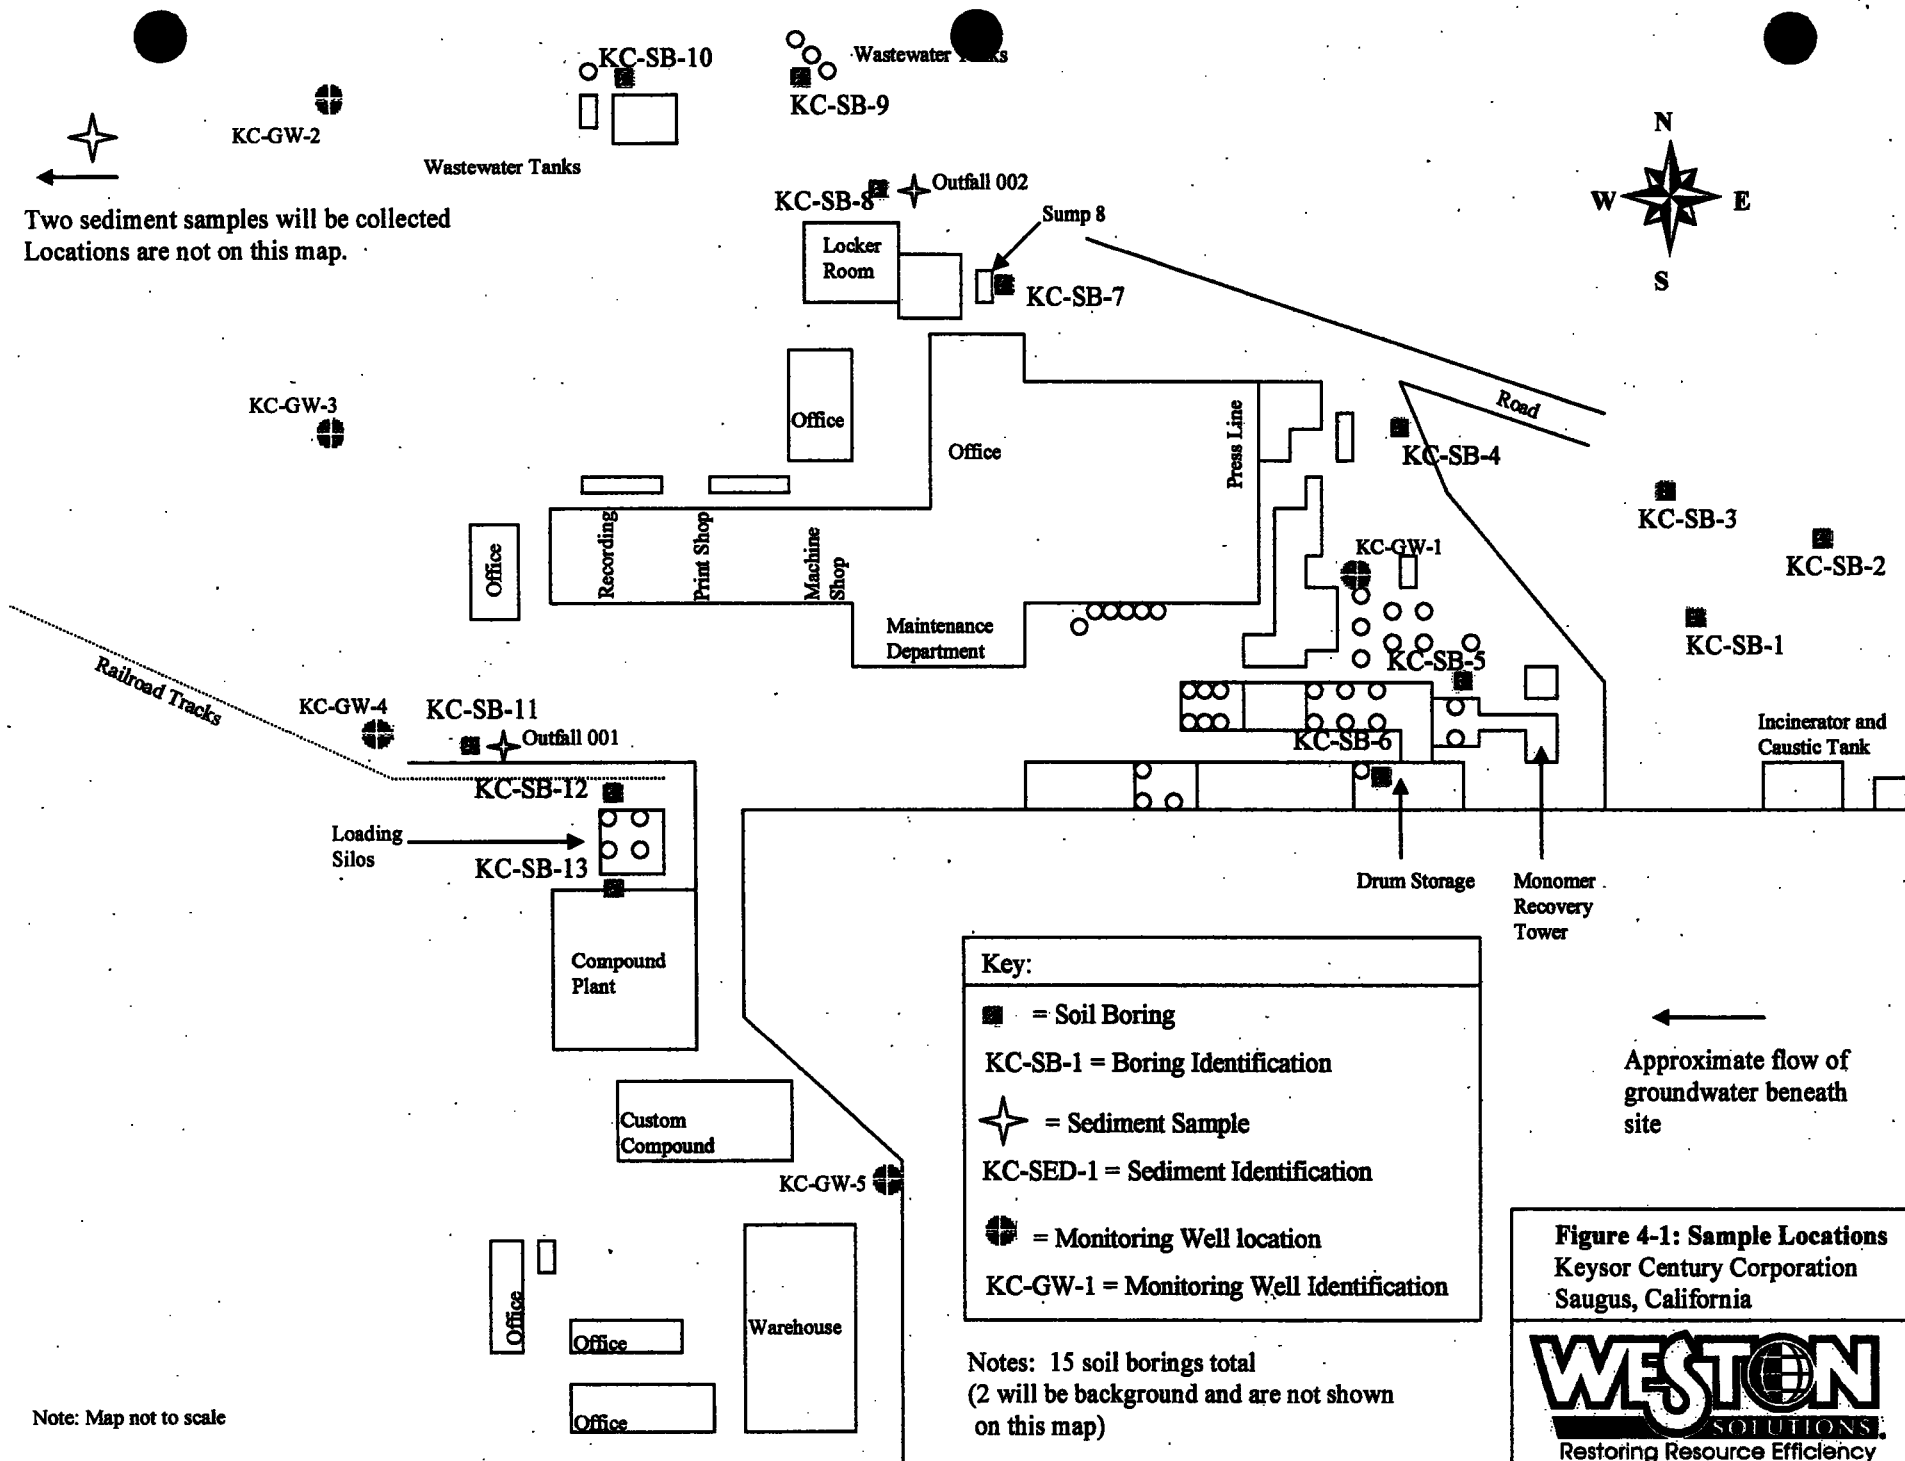 KC-SB-10
Wastewater
KC-SB-9
KC-GW-2
Wastewater Tanks
N
W E
S
KC-SB-8
Outfall 002
Two sediment samples will be collected
Locations are not on this map.
Sump 8
Locker
Room
KC-SB-7
KC-GW-3
Office
Office
Press Line
Road
KC-SB-4
KC-SB-3
KC-SB-2
KC-SB-1
Office
Recording
Print Shop
Machine
Shop
KC-GW-1
Maintenance
Department
KC-SB-5
Railroad Tracks
KC-GW-4
KC-SB-11
Outfall 001
KC-SB-6
Incinerator and
Caustic Tank
KC-SB-12
Loading
Silos
KC-SB-13
Drum Storage
Monomer
Recovery
Tower
Compound
Plant
Custom
Compound
KC-GW-5
Key:
= Soil Boring
KC-SB-1 = Boring Identification
= Sediment Sample
KC-SED-1 = Sediment Identification
= Monitoring Well location
KC-GW-1 = Monitoring Well Identification
Approximate flow of
groundwater beneath
site
Office
Office
Office
Warehouse
Notes: 15 soil borings total
(2 will be background and are not shown
on this map)
Note: Map not to scale
Figure 4-1: Sample Locations
Keysor Century Corporation
Saugus, California
WESTON
SOLUTIONS
Restoring Resource Efficiency